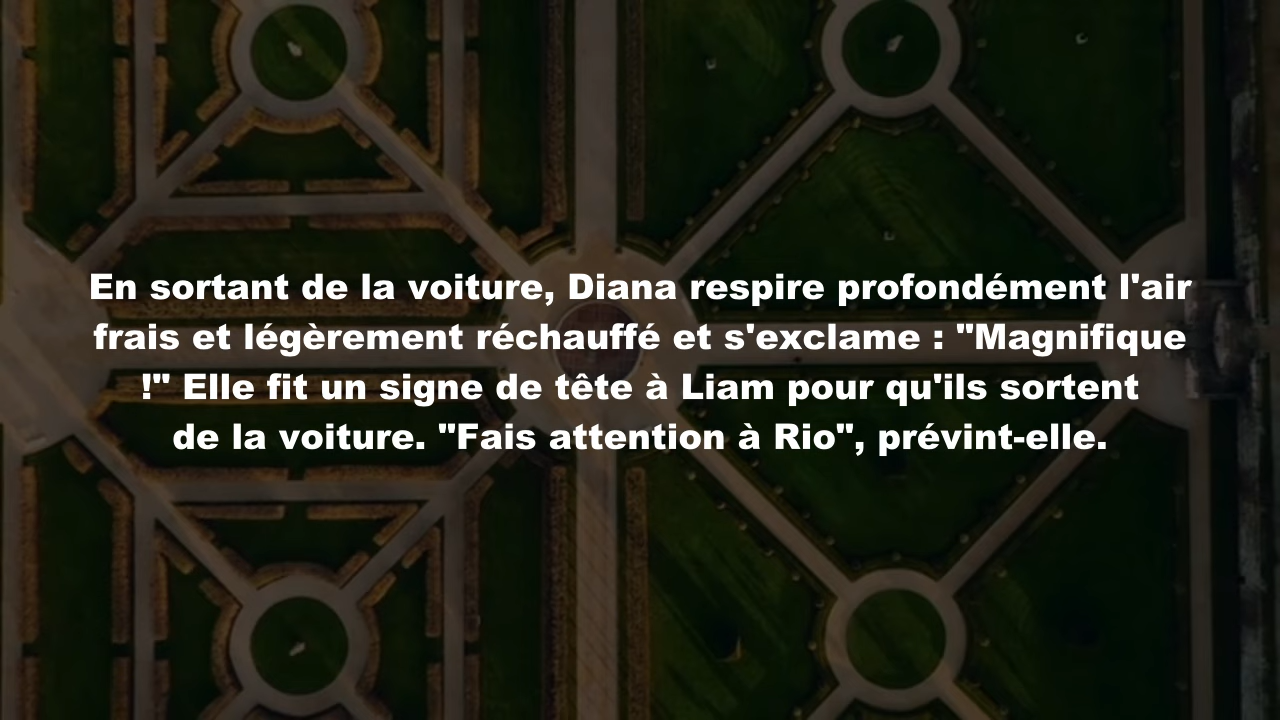 En sortant de la voiture, Diana respire profondément l'air
frais et légèrement réchauffé et s'exclame : "Magnifique
!" Elle fit un signe de tête à Liam pour qu'ils sortent
de la voiture. "Fais attention à Rio", prévint-elle.